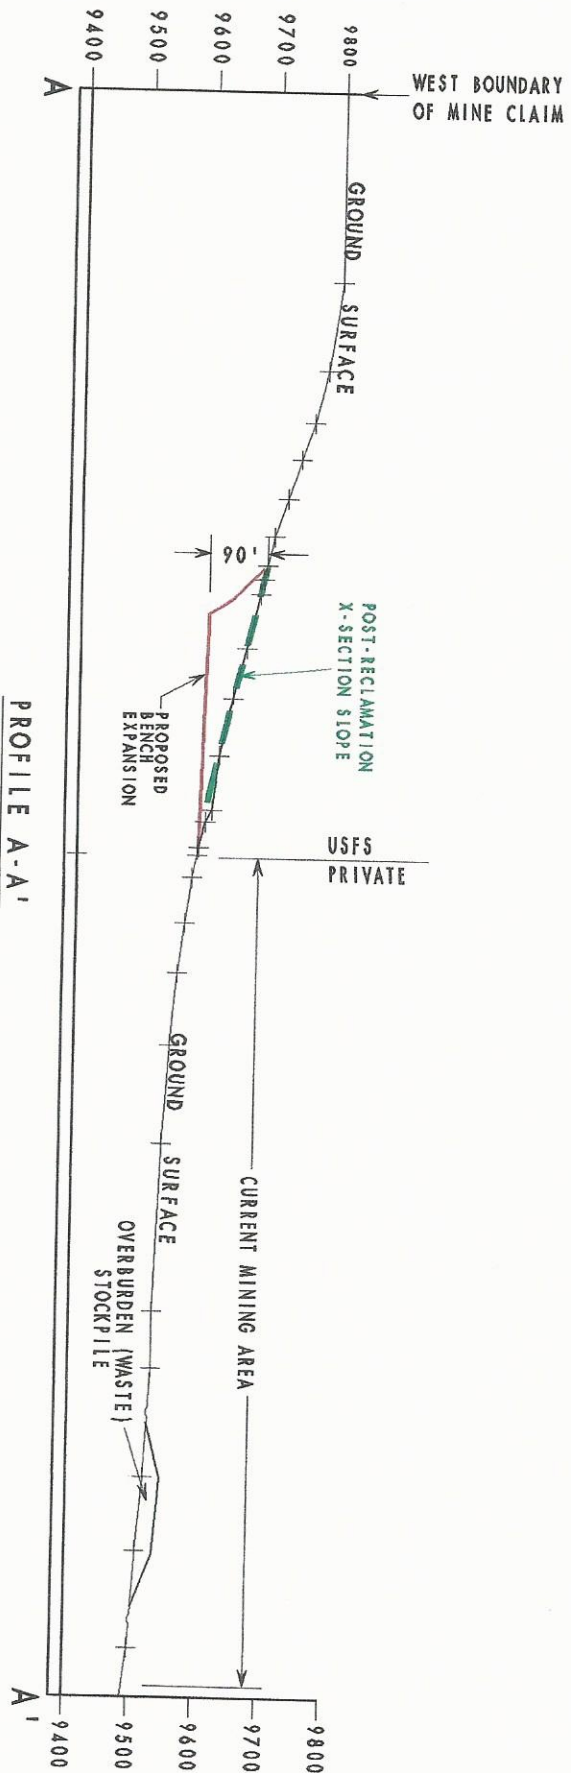 9800
9700
9600
9500
9400
A
WEST BOUNDARY
OF MINE CLAIM
GROUND SURFACE
90'
POST-RECLAMATION
X-SECTION SLOPE
PROPOSED
BENCH
EXPANSION
USFS
PRIVATE
CURRENT MINING AREA
GROUND SURFACE
OVERBURDEN (WASTE)
STOCKPILE
9800
9700
9600
9500
9400
A'
PROFILE A-A'